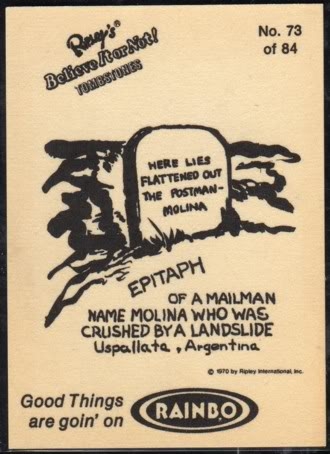 Ripley's®
Believe It or Not!
TOMBSTONES
No. 73
of 84
HERE LIES
FLATTENED OUT
THE POSTMAN-
MOLINA
EPITAPH
OF A MAILMAN
NAME MOLINA WHO WAS
CRUSHED BY A LANDSLIDE
Uspallata, Argentina
© 1970 by Ripley International, Inc.
Good Things
are goin' on
RAINBO